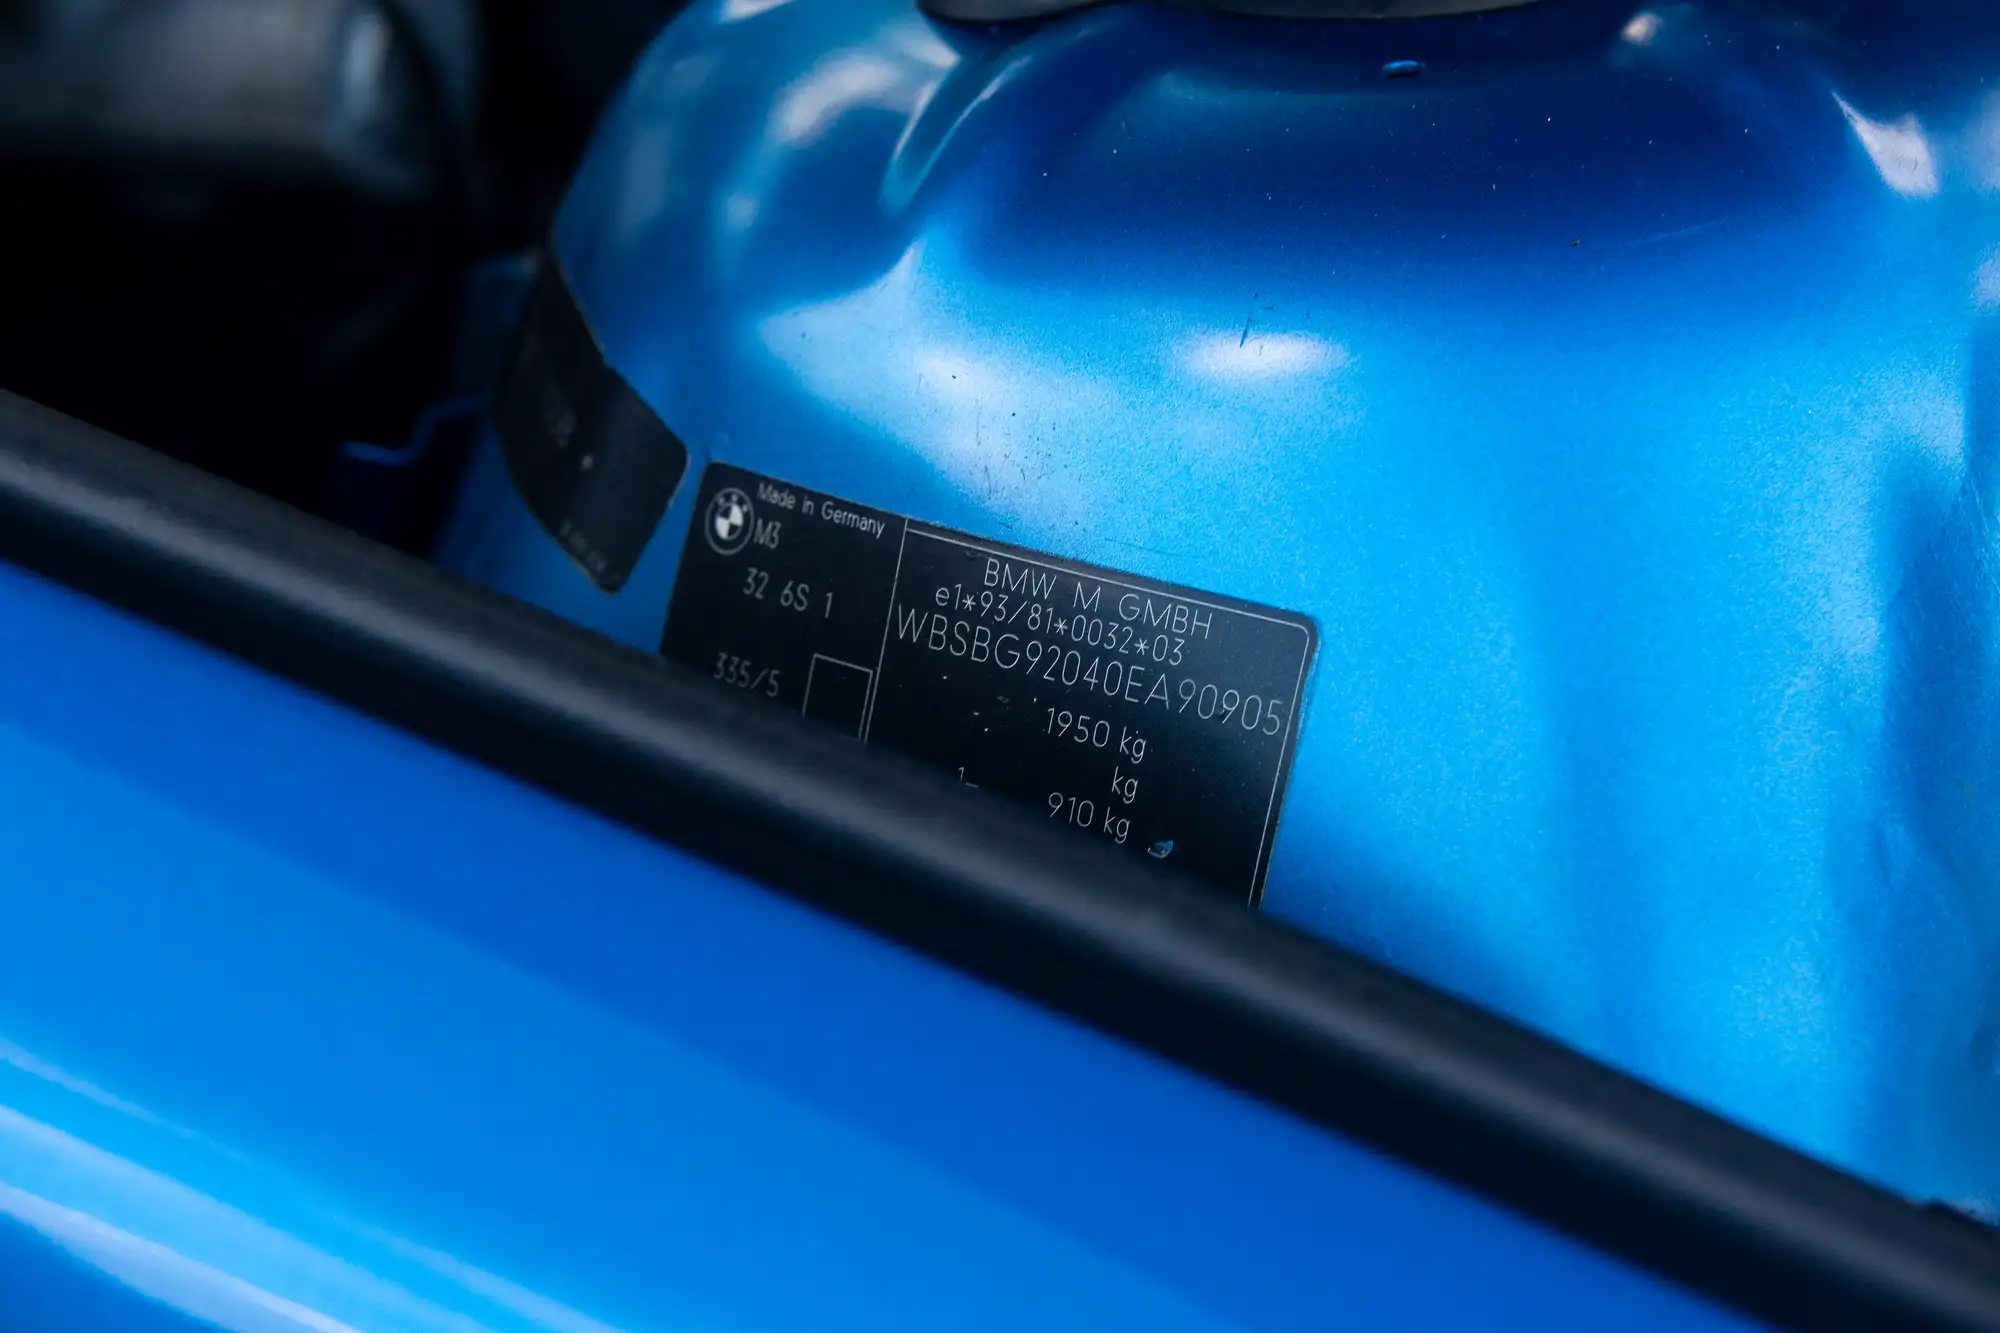 Made in Germany
M3
32 6S 1
335/5
BMW M GMBH
e1*93/81*0032*03
WBSBG92040EA90905
1950 kg
kg
1- 910 kg